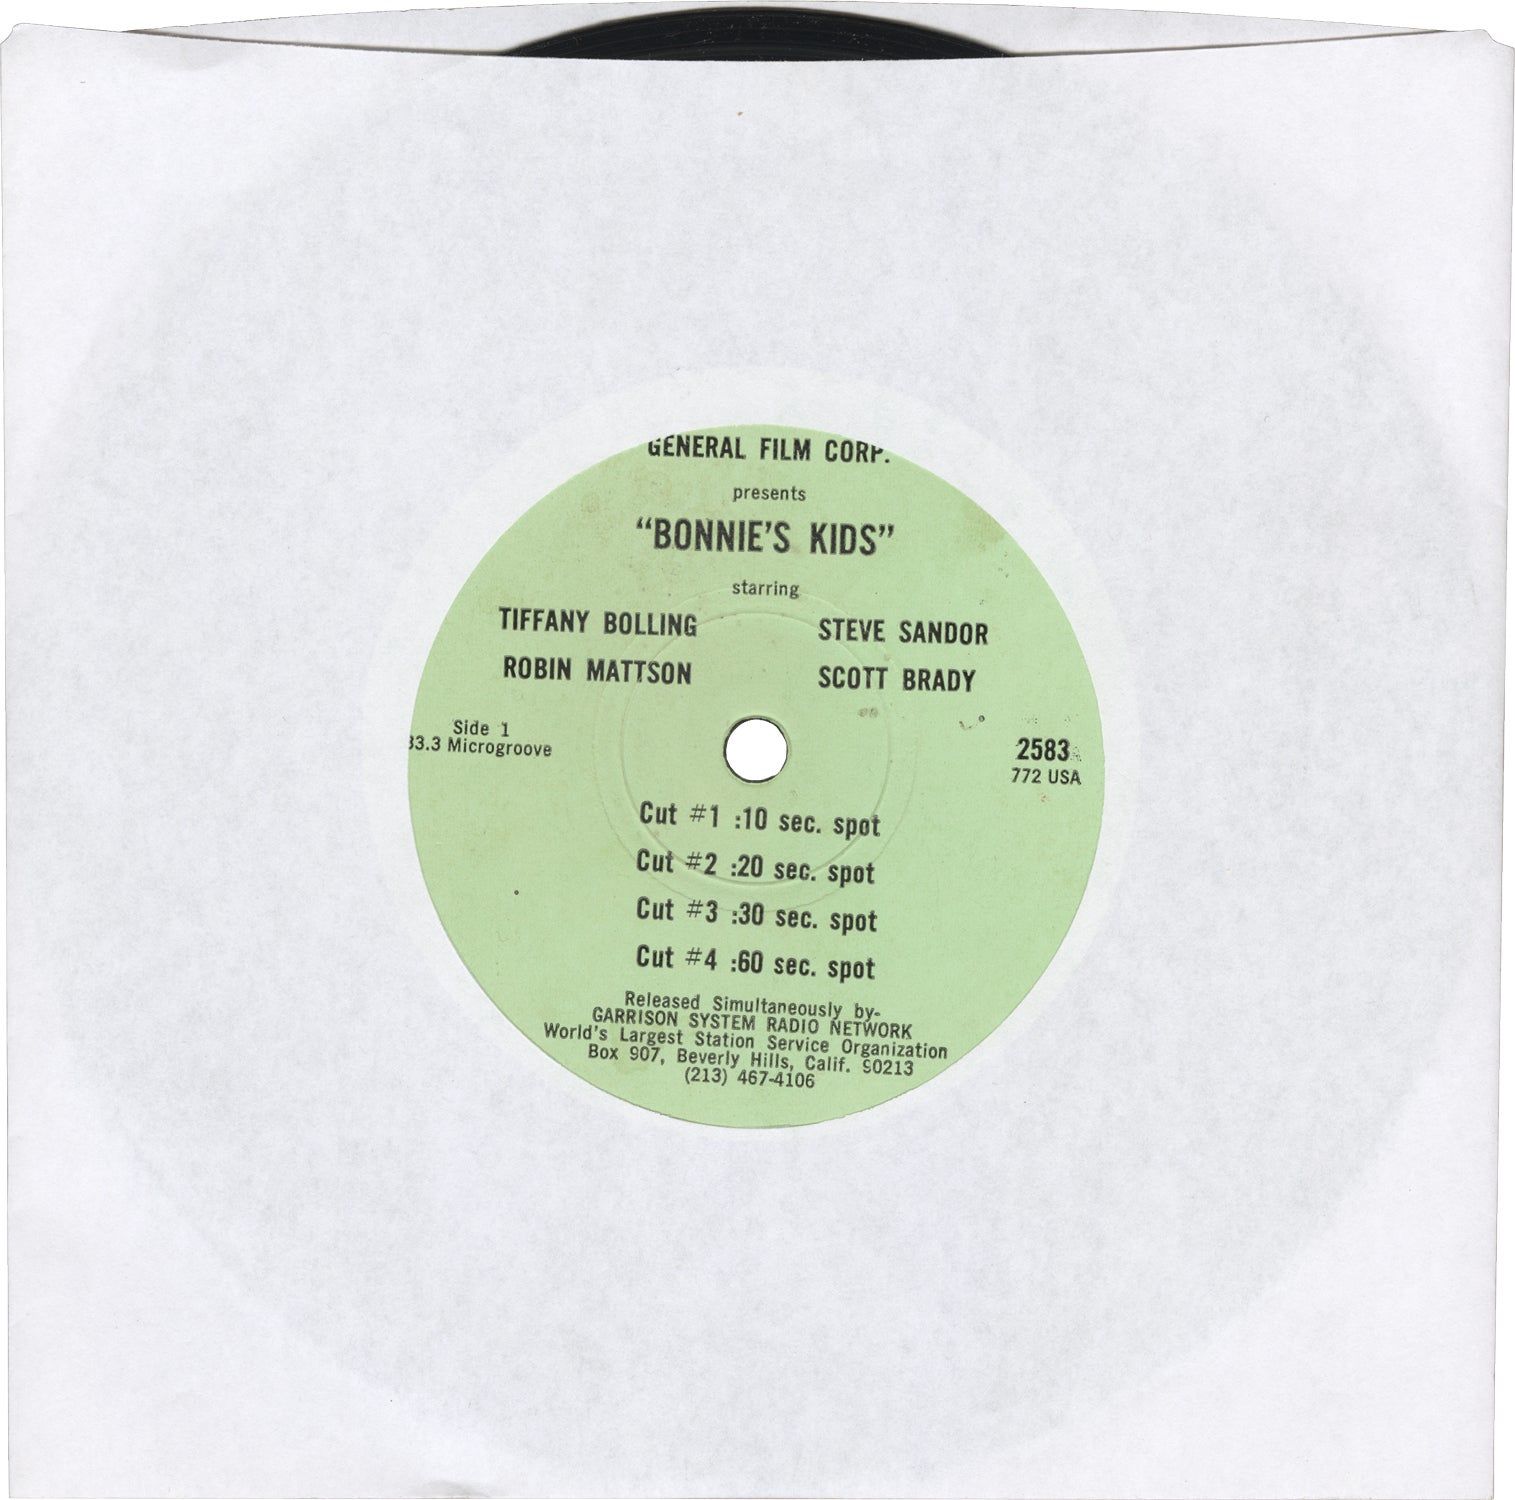 GENERAL FILM CORP.
presents
“BONNIE’S KIDS”
starring
TIFFANY BOLLING STEVE SANDOR
ROBIN MATTSON SCOTT BRADY
Side 1
33.3 Microgroove
2583
772 USA
Cut #1 :10 sec. spot
Cut #2 :20 sec. spot
Cut #3 :30 sec. spot
Cut #4 :60 sec. spot
Released Simultaneously by-
GARRISON SYSTEM RADIO NETWORK
World's Largest Station Service Organization
Box 907, Beverly Hills, Calif. 90213
(213) 467-4106